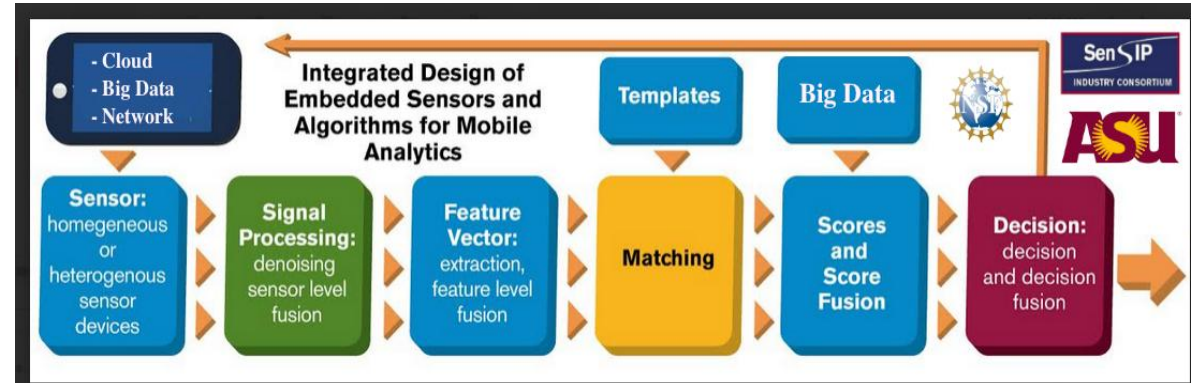 - Cloud
- Big Data
- Network
Integrated Design of
Embedded Sensors and
Algorithms for Mobile
Analytics
Templates
Big Data
NSF
SenSIP
INDUSTRY CONSORTIUM
ASU
Sensor:
homegeneous
or
heterogenous
sensor
devices
Signal
Processing:
denoising
sensor level
fusion
Feature
Vector:
extraction,
feature level
fusion
Matching
Scores
and
Score
Fusion
Decision:
decision
and decision
fusion